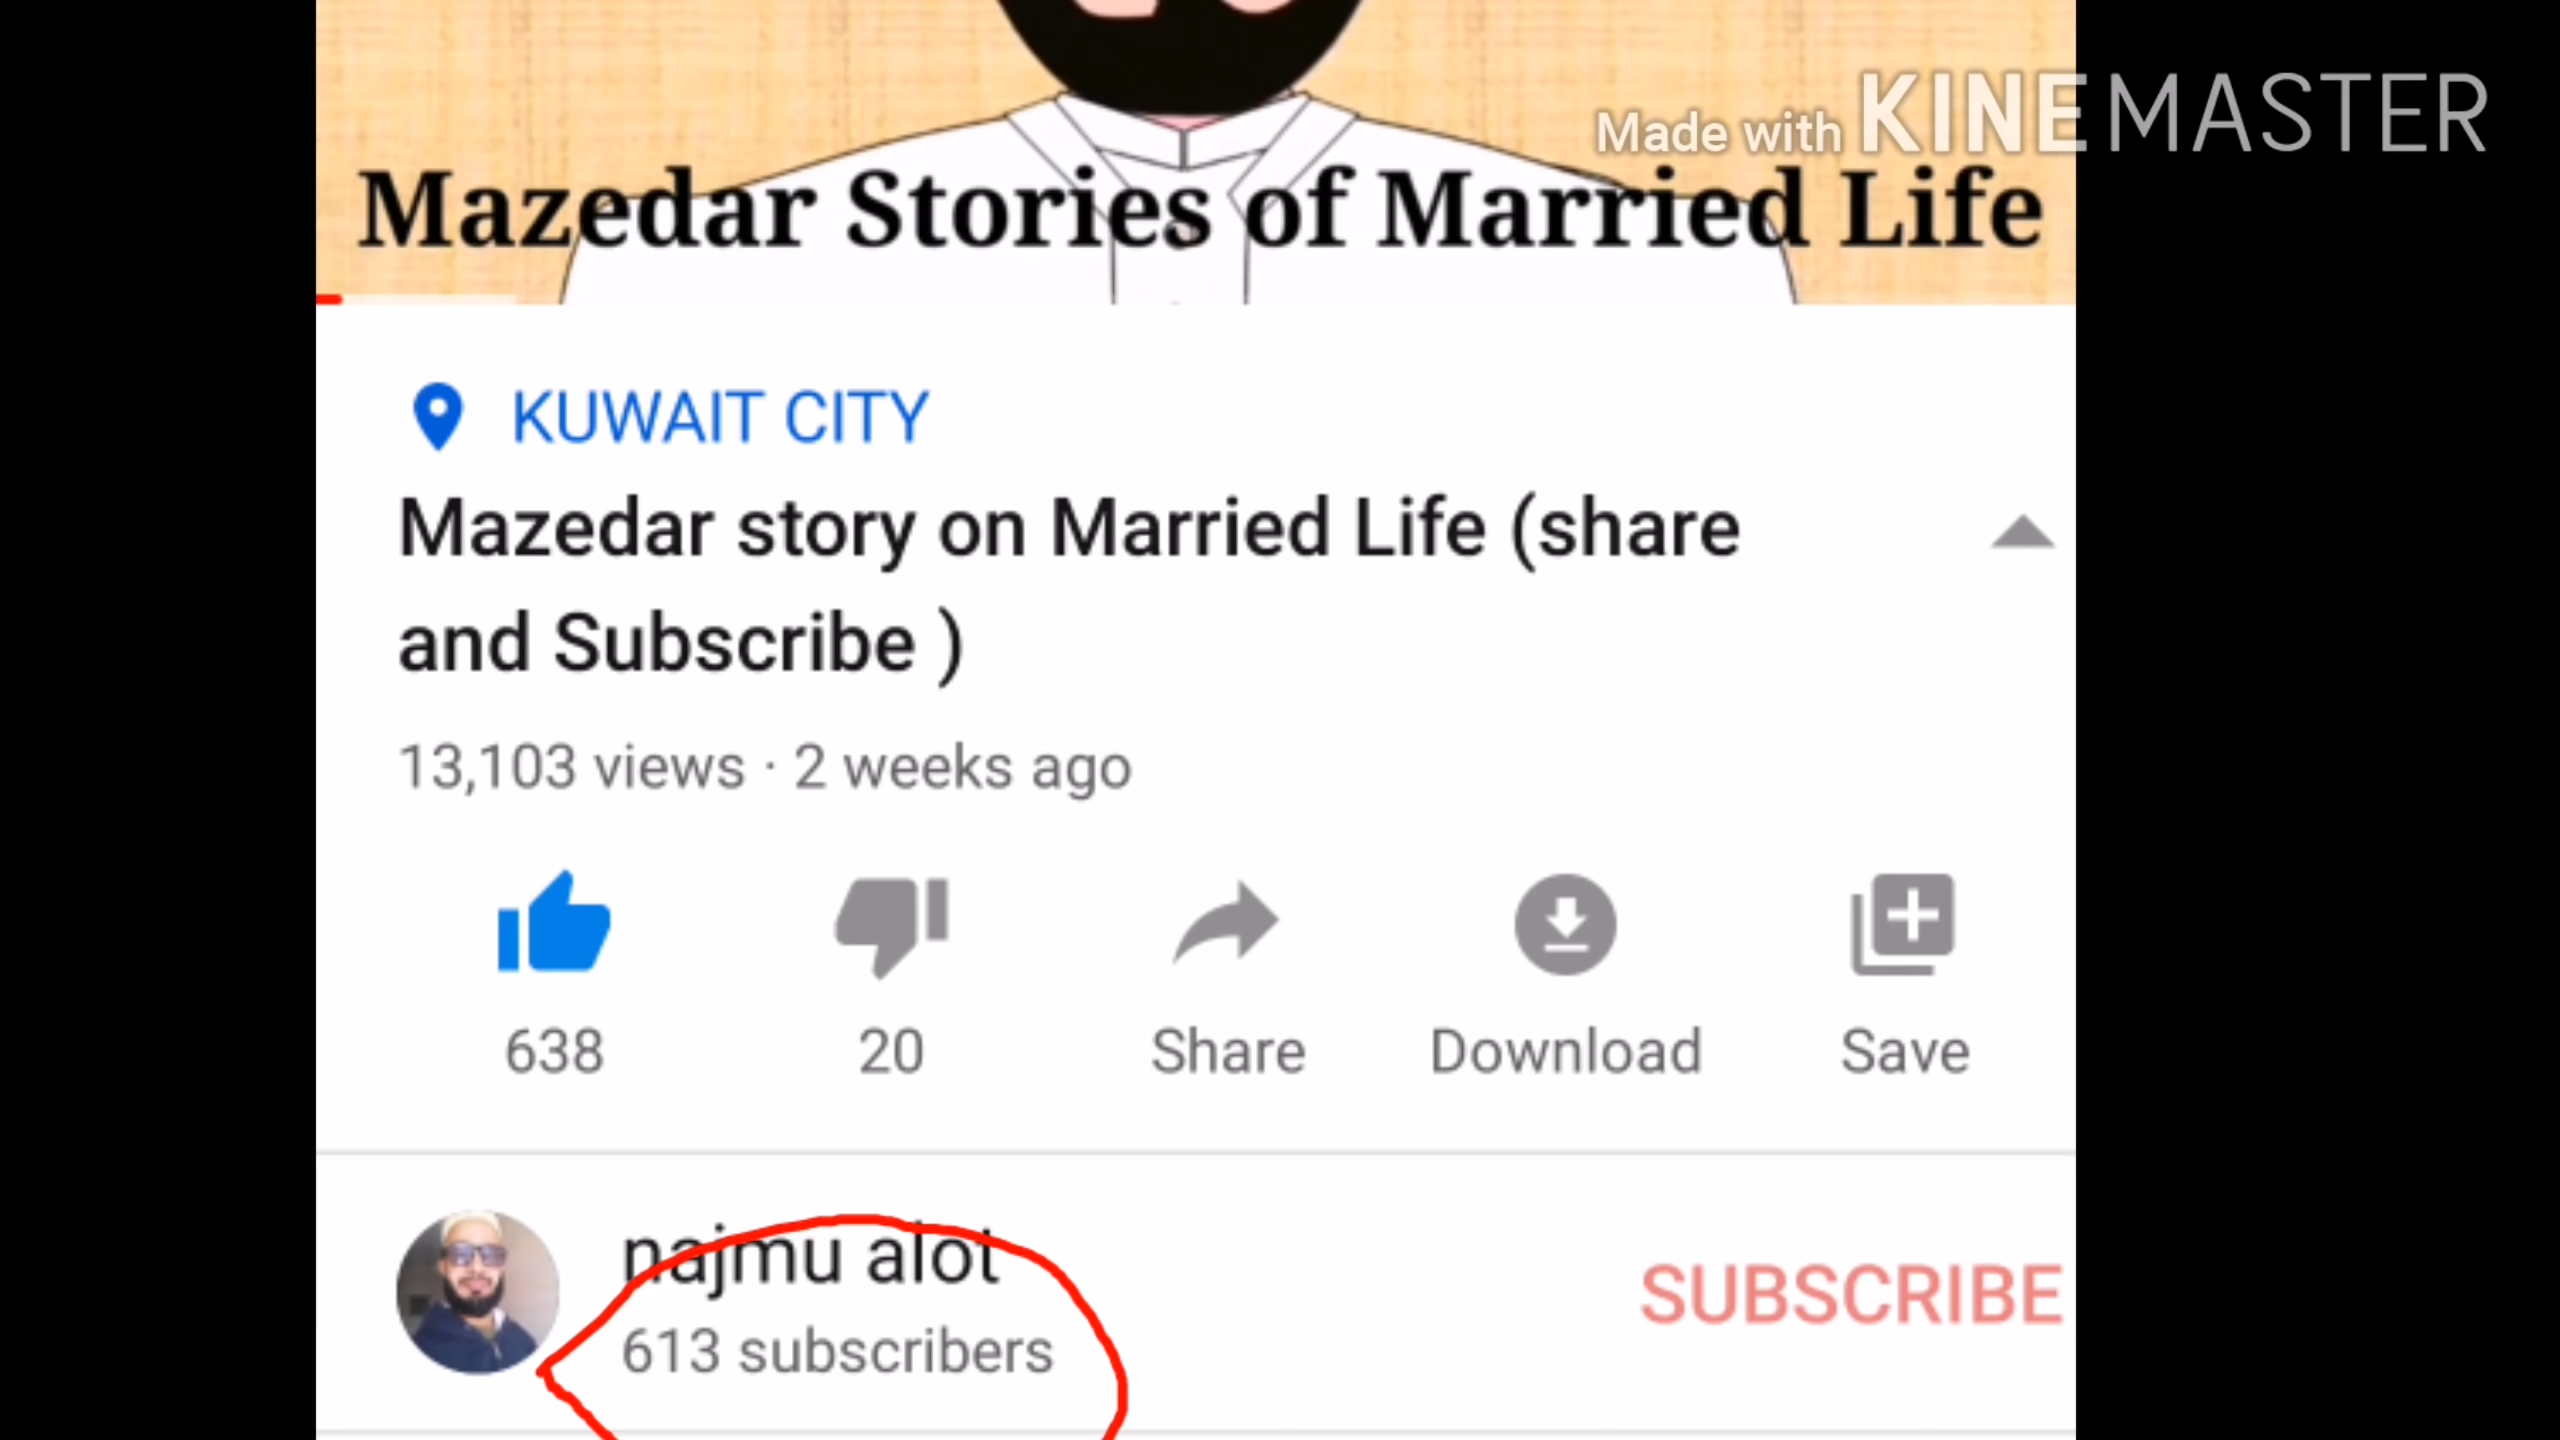 Made with KINEMASTER
Mazedar Stories of Married Life
KUWAIT CITY
Mazedar story on Married Life (share
and Subscribe )
13,103 views · 2 weeks ago
638
20
Share
Download
Save
najmu alot
613 subscribers
SUBSCRIBE